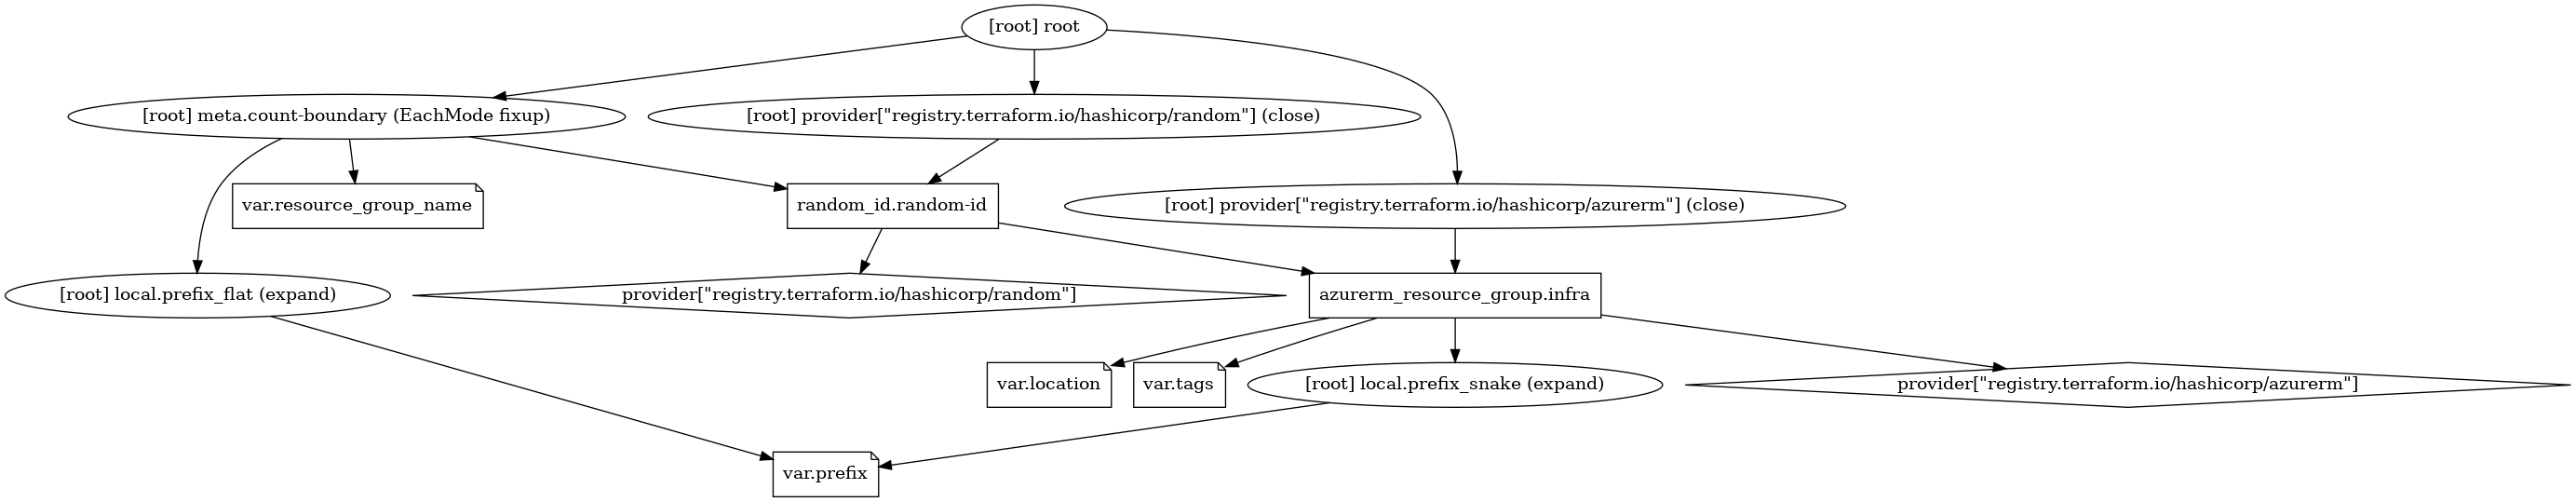 [root] root
[root] meta.count-boundary (EachMode fixup)
[root] provider["registry.terraform.io/hashicorp/random"] (close)
var.resource_group_name
random_id.random-id
[root] provider["registry.terraform.io/hashicorp/azurerm"] (close)
[root] local.prefix_flat (expand)
provider["registry.terraform.io/hashicorp/random"]
azurerm_resource_group.infra
var.location
var.tags
[root] local.prefix_snake (expand)
provider["registry.terraform.io/hashicorp/azurerm"]
var.prefix